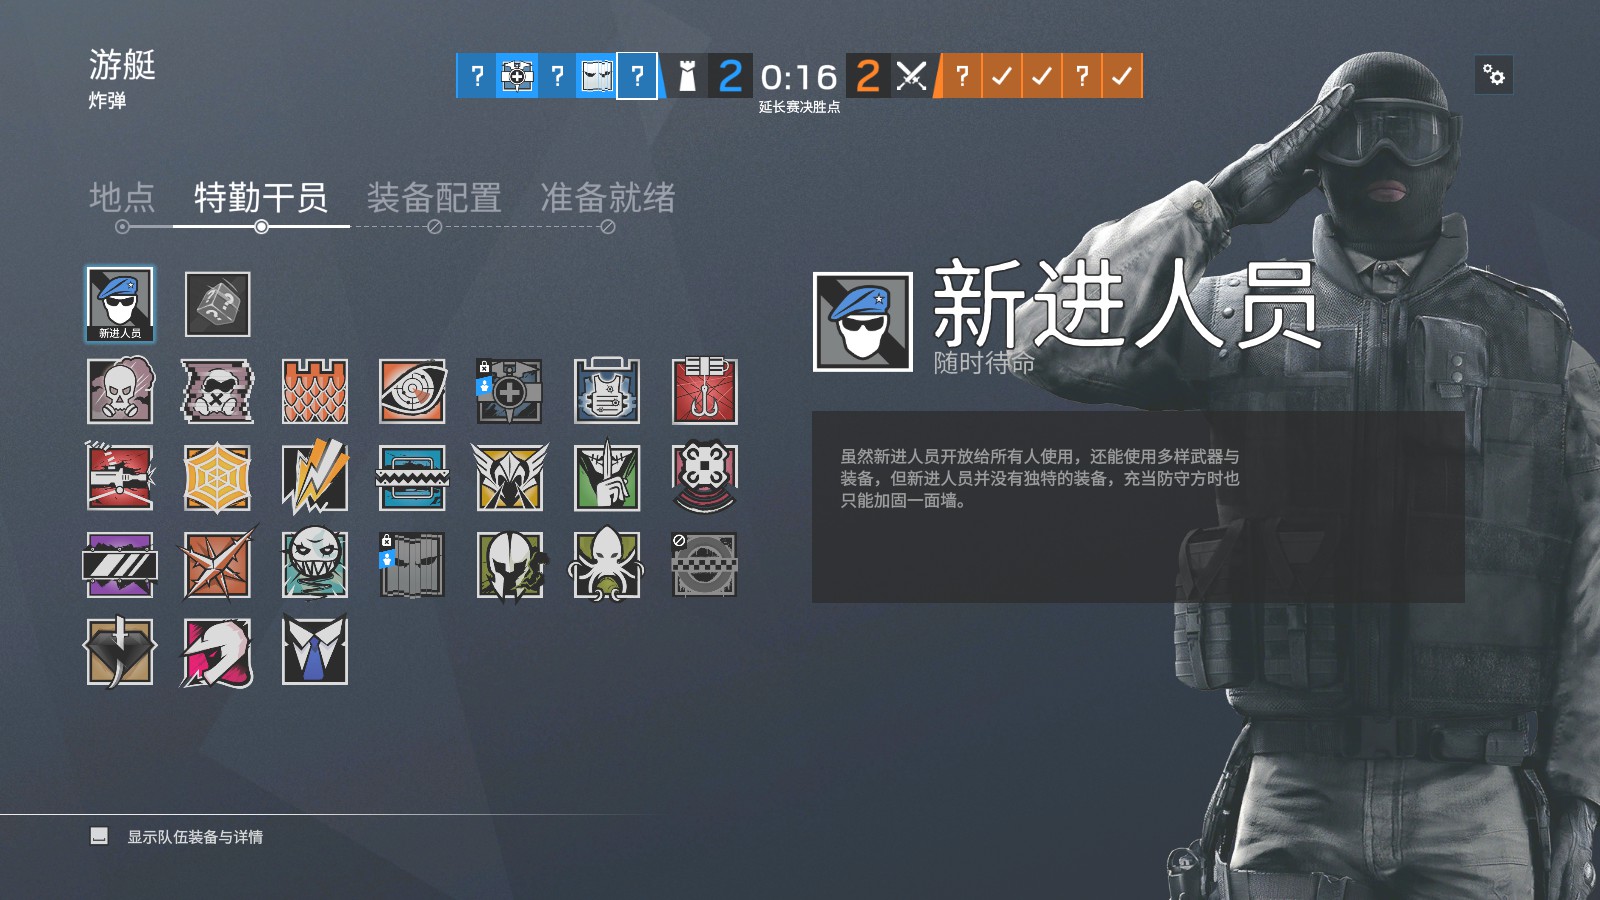 游艇
炸弹
?
?
?
2
0:16
2
?
?
延长赛决胜点
地点
特勤干员
装备配置
准备就绪
新进人员
新进人员
随时待命
虽然新进人员开放给所有人使用，还能使用多样武器与
装备，但新进人员并没有独特的装备，充当防守方时也
只能加固一面墙。
显示队伍装备与详情